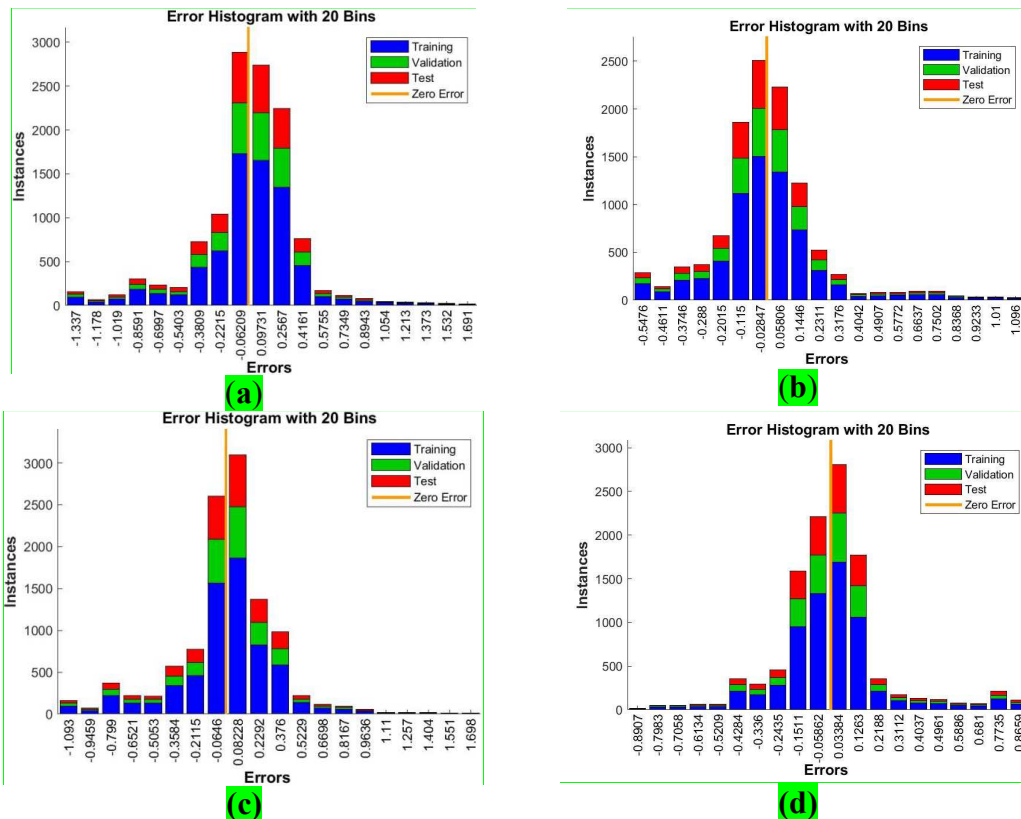 Error Histogram with 20 Bins
3000
2500
2000
1500
1000
500
0
Instances
Training
Validation
Test
Zero Error
-1.337 -1.178 -1.019 -0.8591 -0.6997 -0.5403 -0.3809 -0.2215 -0.06209 0.09731 0.2567 0.4161 0.5755 0.7349 0.8943 1.054 1.213 1.373 1.532 1.691
Errors
(a)
Error Histogram with 20 Bins
2500
2000
1500
1000
500
0
Instances
Training
Validation
Test
Zero Error
-0.5476 -0.4611 -0.3746 -0.288 -0.2015 -0.115 -0.02847 0.05806 0.1446 0.2311 0.3176 0.4042 0.4907 0.5772 0.6637 0.7502 0.8368 0.9233 1.01 1.096
Errors
(b)
Error Histogram with 20 Bins
3000
2500
2000
1500
1000
500
0
Instances
Training
Validation
Test
Zero Error
-1.093 -0.9459 -0.799 -0.6521 -0.5053 -0.3584 -0.2115 -0.0646 0.08228 0.2292 0.376 0.5229 0.6698 0.8167 0.9636 1.11 1.257 1.404 1.551 1.698
Errors
(c)
Error Histogram with 20 Bins
3000
2500
2000
1500
1000
500
0
Instances
Training
Validation
Test
Zero Error
-0.8907 -0.7983 -0.7058 -0.6134 -0.5209 -0.4284 -0.336 -0.2435 -0.1511 -0.05862 0.03384 0.1263 0.2188 0.3112 0.4037 0.4961 0.5886 0.681 0.7735 0.8659
Errors
(d)